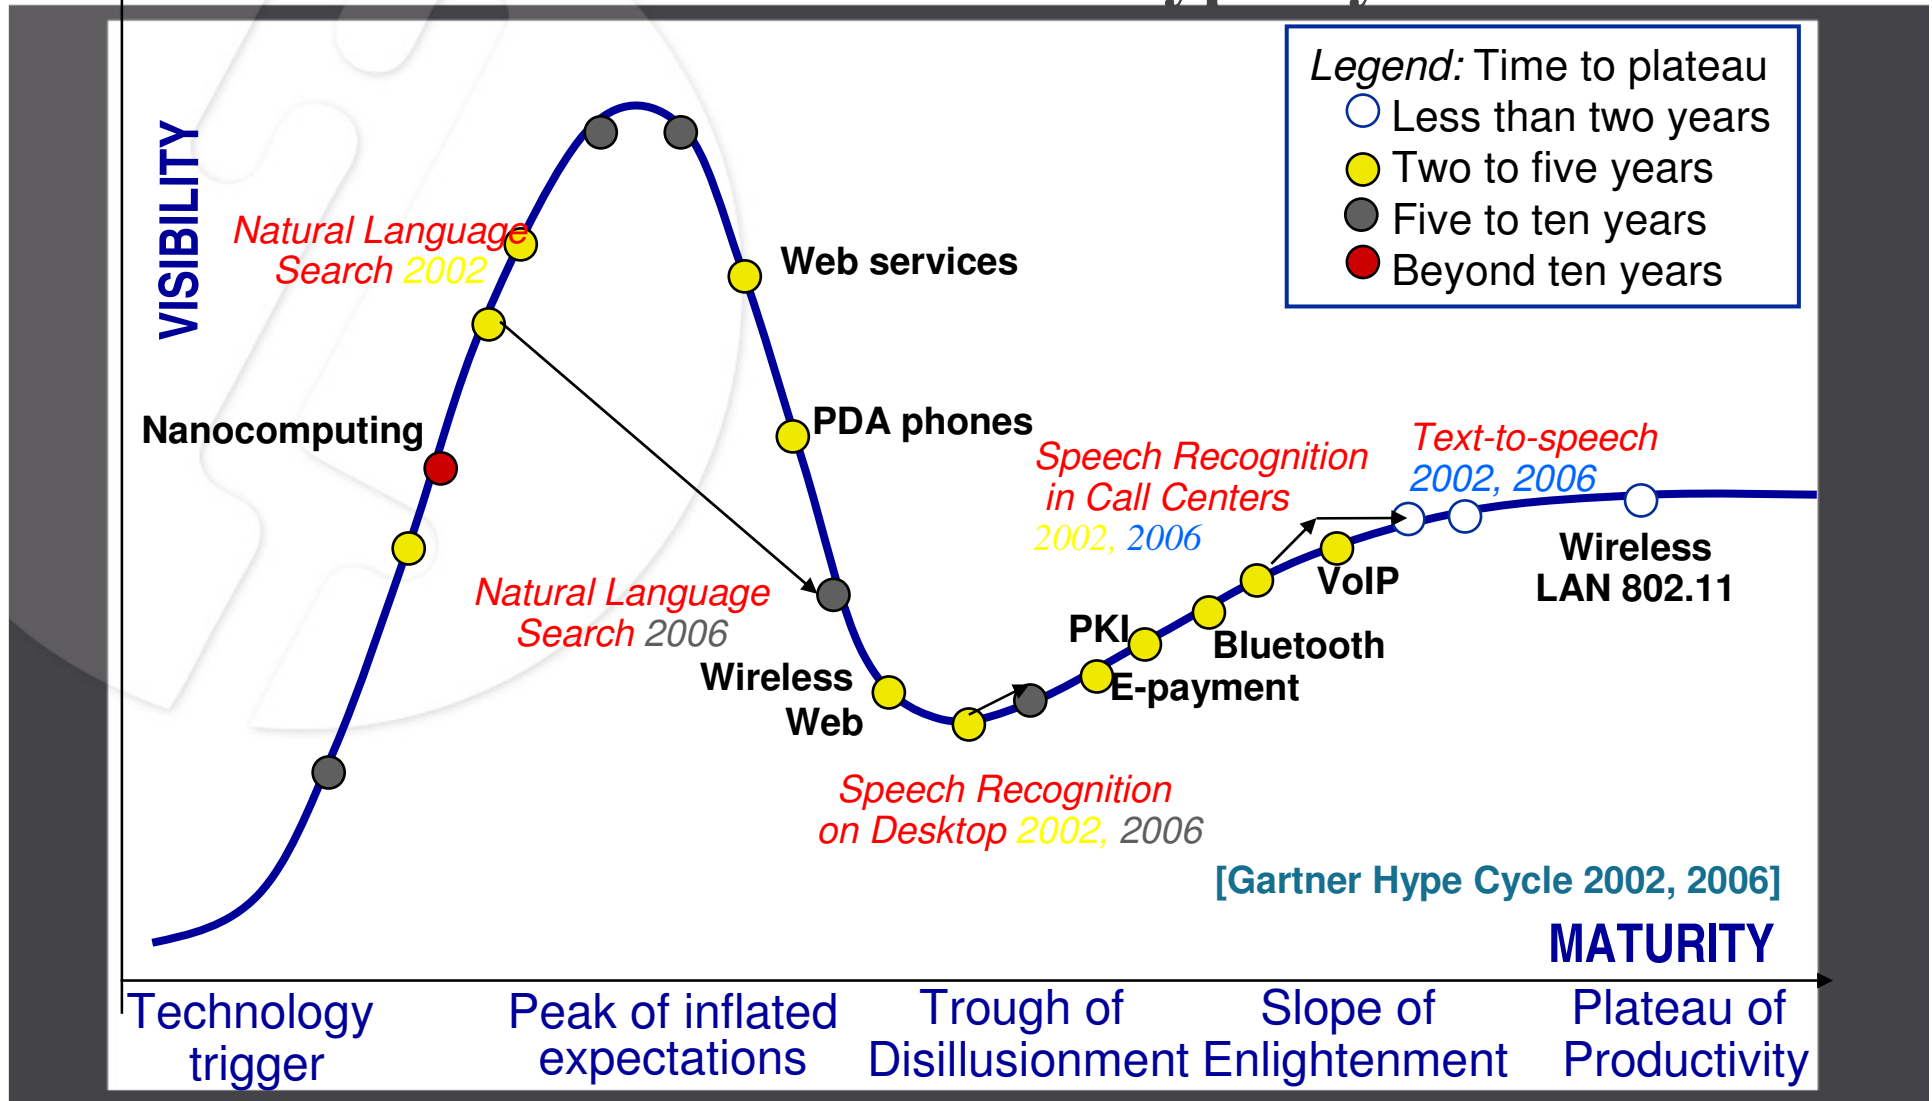 VISIBILITY
Legend: Time to plateau
Less than two years
Two to five years
Five to ten years
Beyond ten years
Natural Language
Search 2002
Web services
Nanocomputing
PDA phones
Speech Recognition
in Call Centers
2002, 2006
Text-to-speech
2002, 2006
Wireless
LAN 802.11
VoIP
Natural Language
Search 2006
PKI
Bluetooth
Wireless
Web
E-payment
Speech Recognition
on Desktop 2002, 2006
[Gartner Hype Cycle 2002, 2006]
MATURITY
Technology
trigger
Peak of inflated
expectations
Trough of
Disillusionment
Slope of
Enlightenment
Plateau of
Productivity